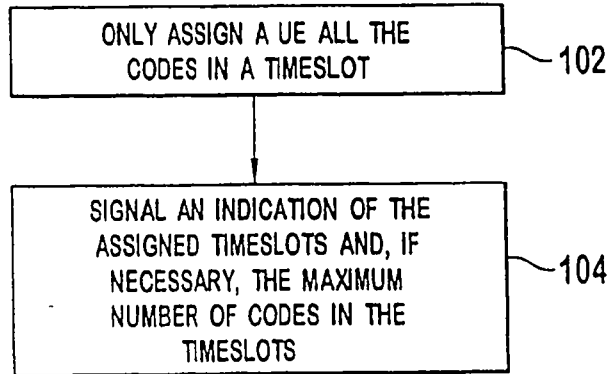 ONLY ASSIGN A UE ALL THE
CODES IN A TIMESLOT
102
SIGNAL AN INDICATION OF THE
ASSIGNED TIMESLOTS AND, IF
NECESSARY, THE MAXIMUM
NUMBER OF CODES IN THE
TIMESLOTS
104